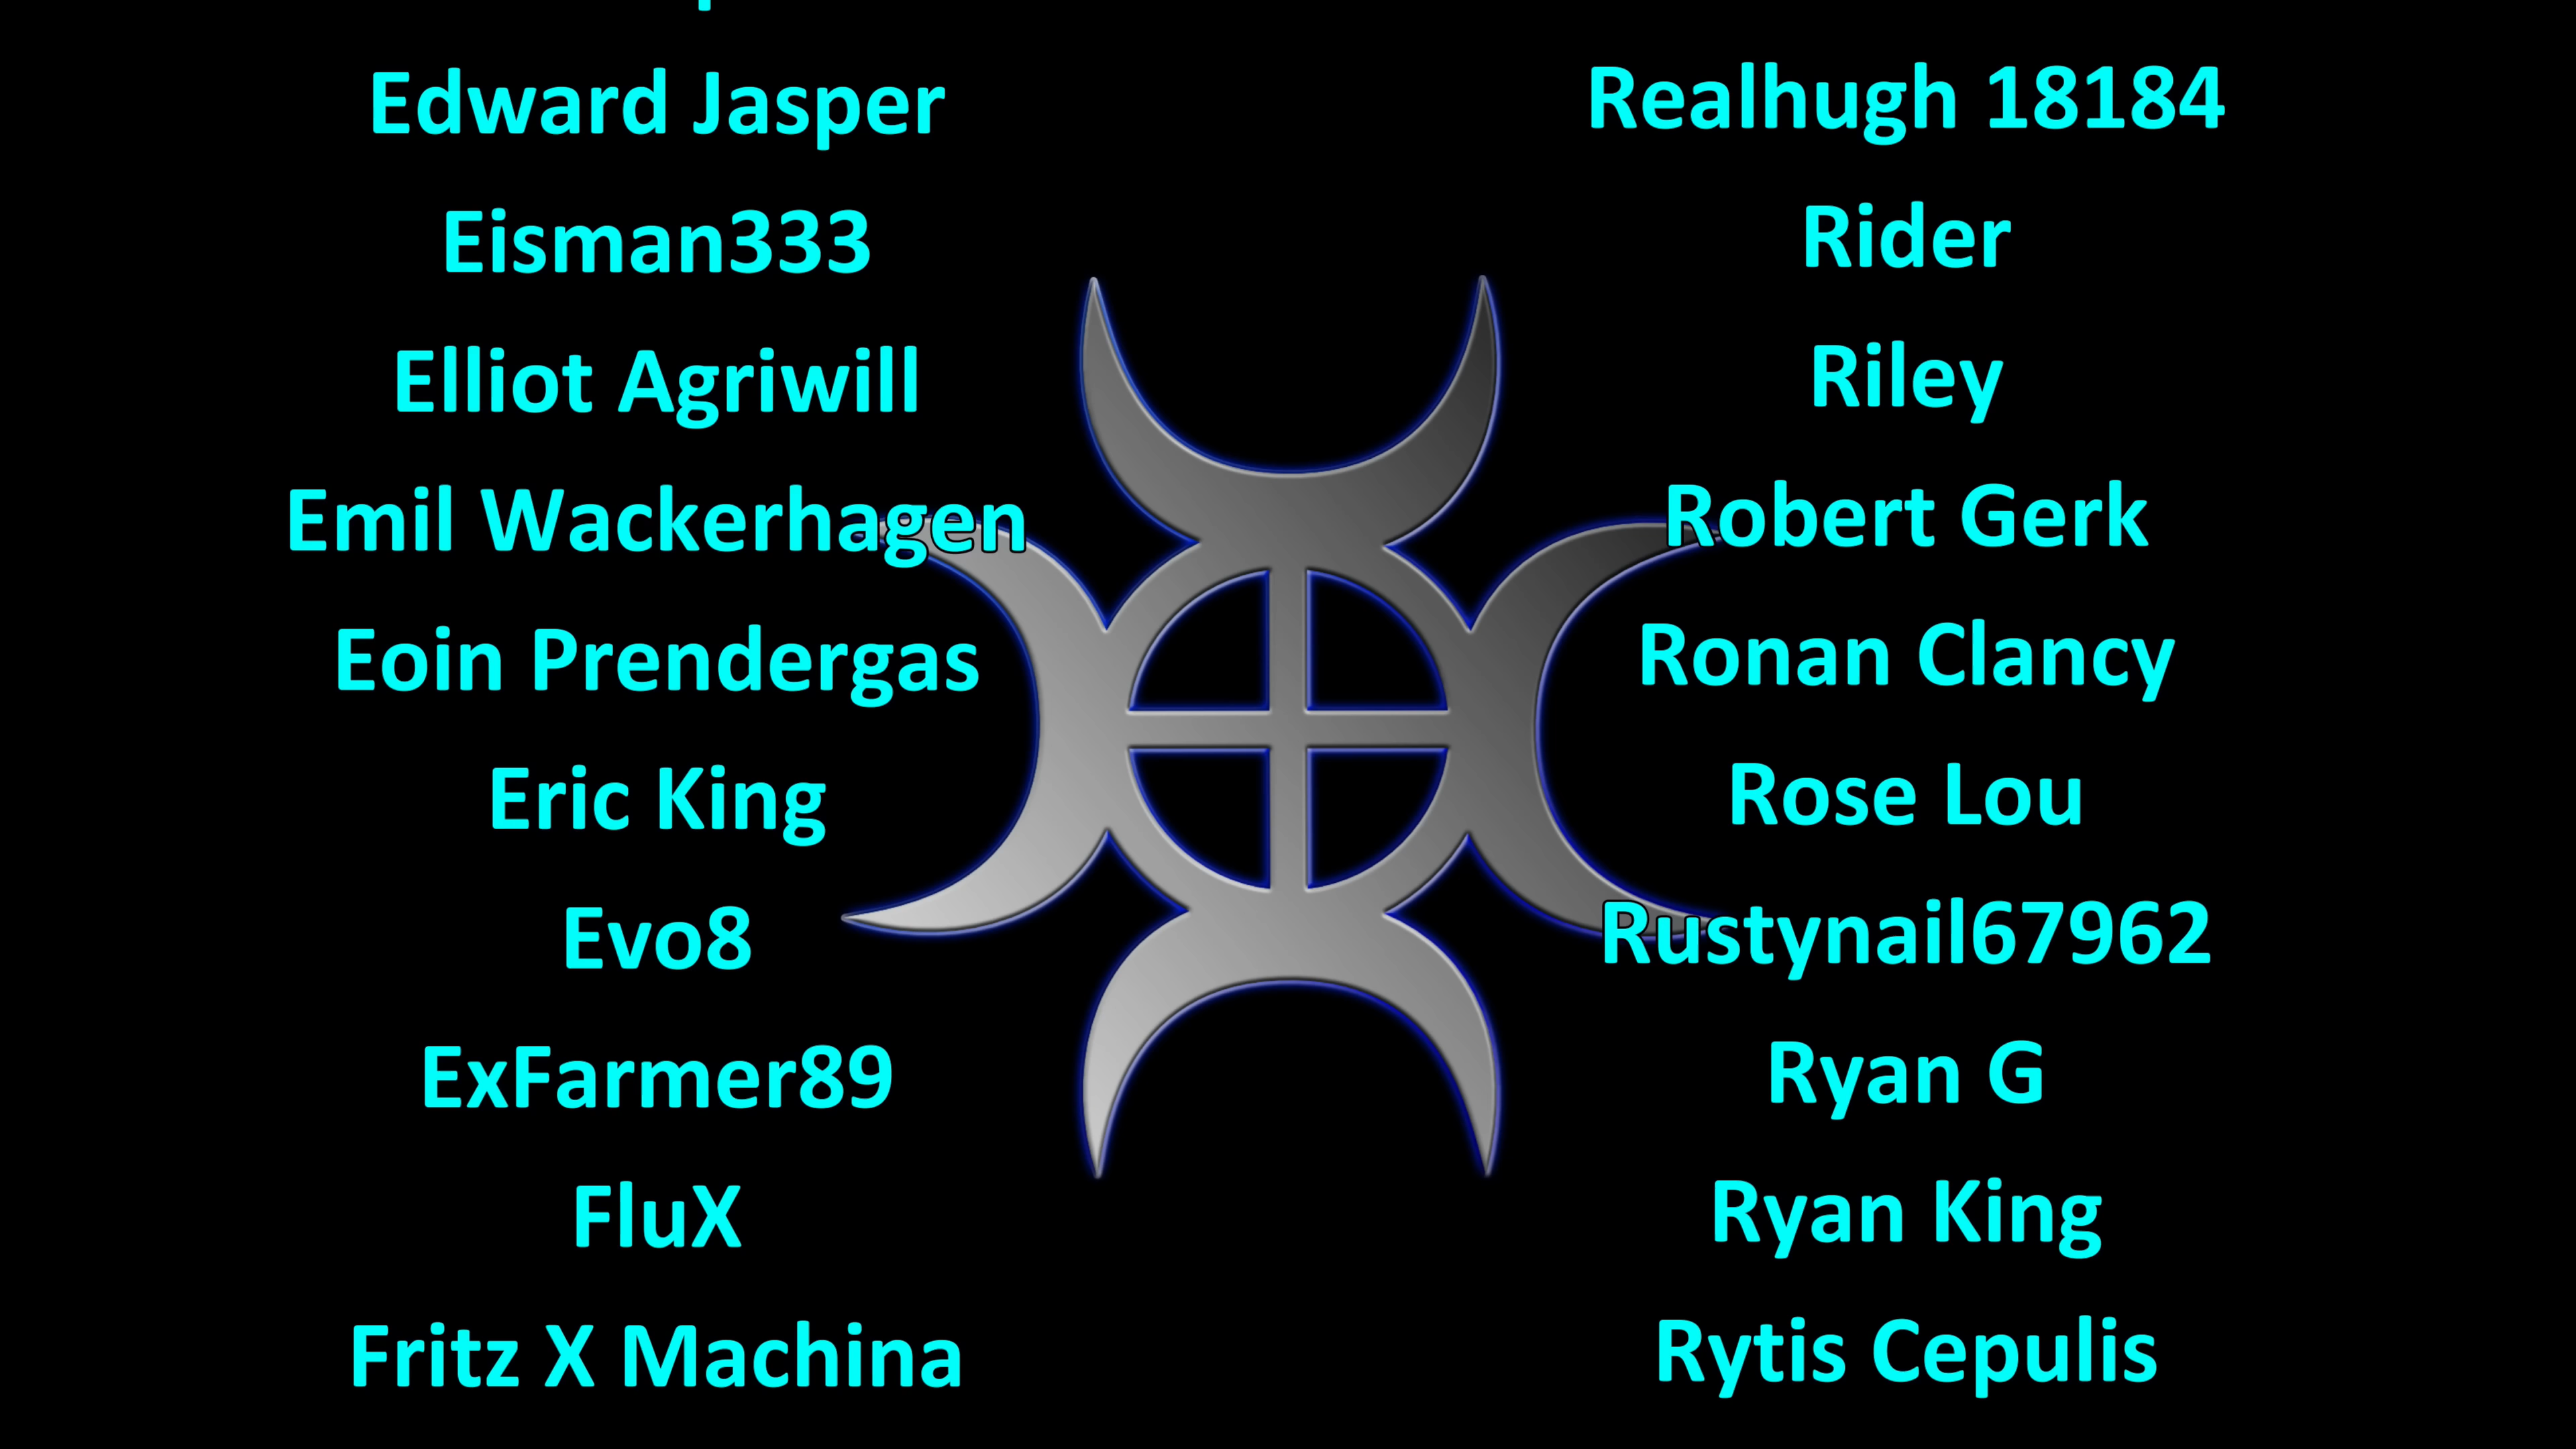 Edward Jasper
Eisman333
Elliot Agriwill
Emil Wackerhagen
Eoin Prendergas
Eric King
Evo8
ExFarmer89
FluX
Fritz X Machina
Realhugh 18184
Rider
Riley
Robert Gerk
Ronan Clancy
Rose Lou
Rustynail67962
Ryan G
Ryan King
Rytis Cepulis